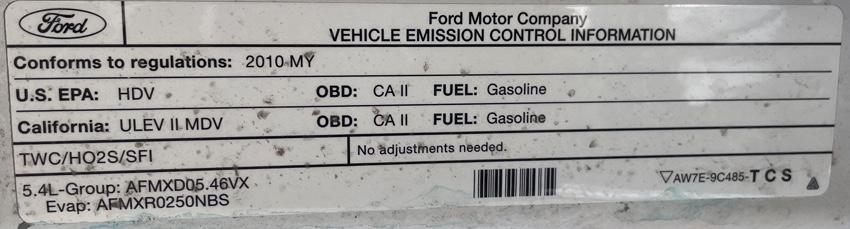 Ford
Ford Motor Company
VEHICLE EMISSION CONTROL INFORMATION
Conforms to regulations: 2010 MY
U.S. EPA: HDV OBD: CA II FUEL: Gasoline
California: ULEV II MDV OBD: CA II FUEL: Gasoline
TWC/HO2S/SFI No adjustments needed.
5.4L-Group: AFMXD05.46VX
Evap: AFMXR0250NBS
AW7E-9C485-TCS